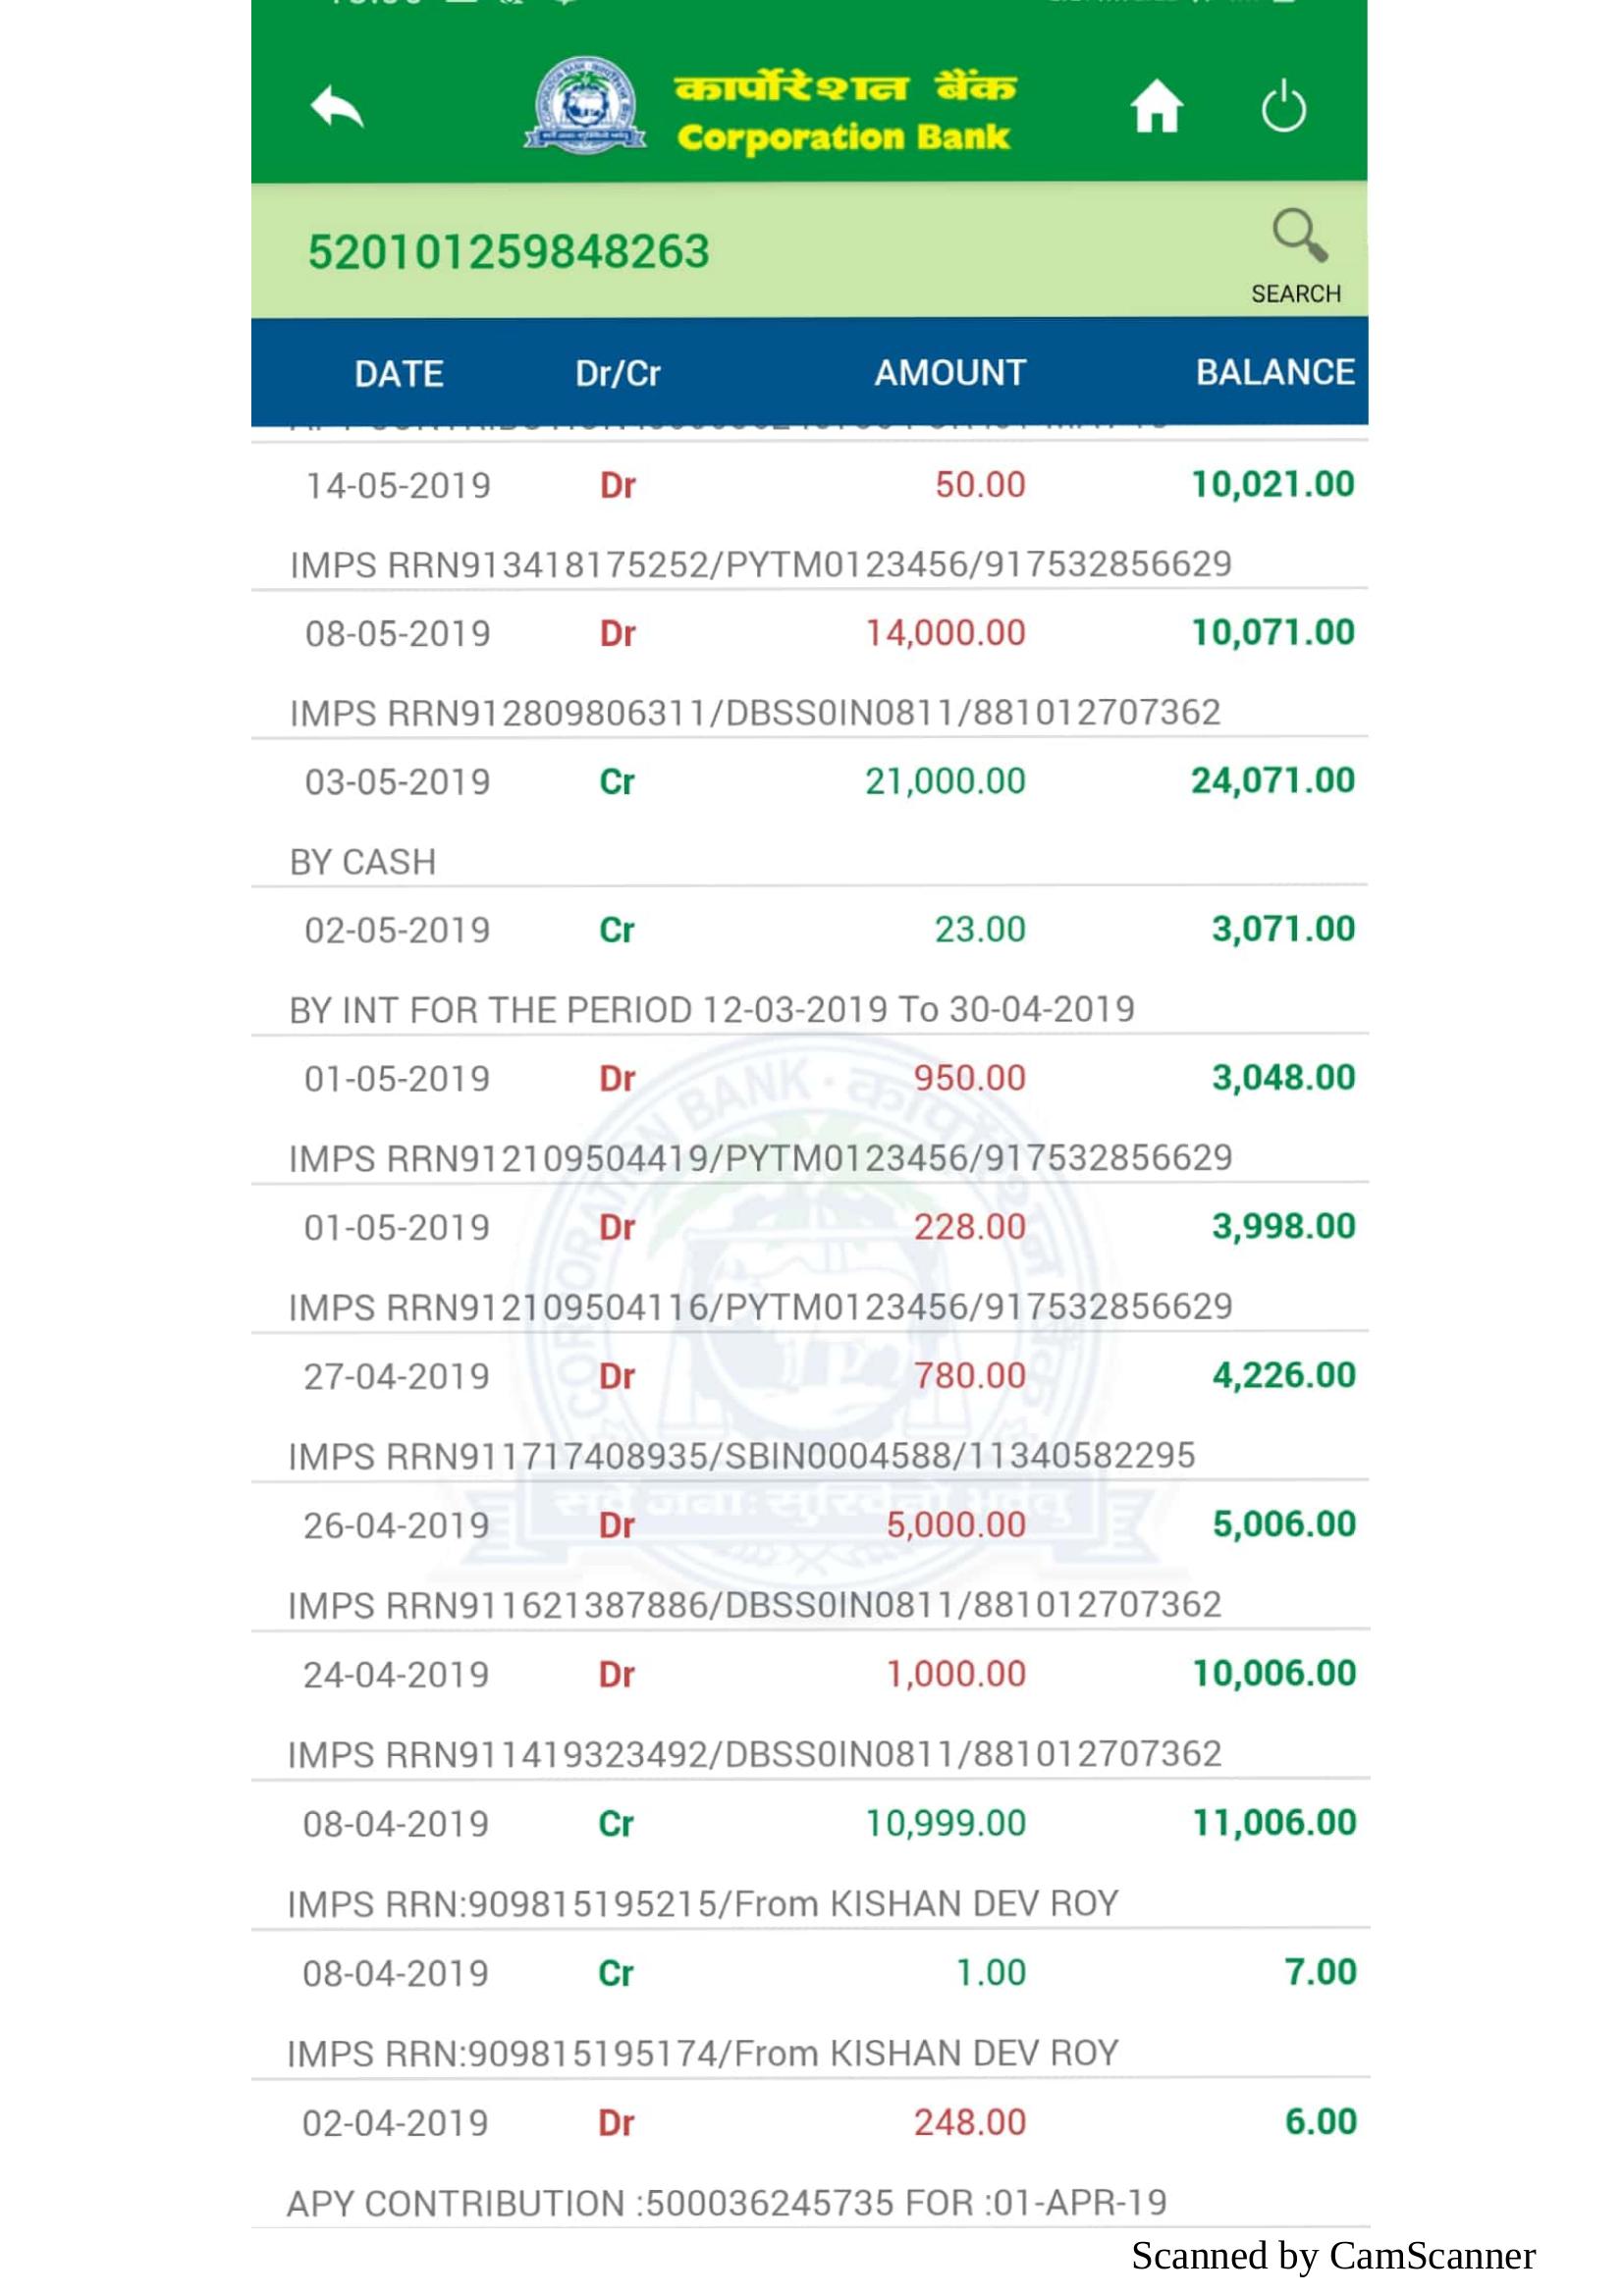 कार्पोरेशन बैंक
Corporation Bank
520101259848263
SEARCH
DATE Dr/Cr AMOUNT BALANCE
14-05-2019 Dr 50.00 10,021.00
IMPS RRN913418175252/PYTM0123456/917532856629
08-05-2019 Dr 14,000.00 10,071.00
IMPS RRN912809806311/DBSS0IN0811/881012707362
03-05-2019 Cr 21,000.00 24,071.00
BY CASH
02-05-2019 Cr 23.00 3,071.00
BY INT FOR THE PERIOD 12-03-2019 To 30-04-2019
01-05-2019 Dr 950.00 3,048.00
IMPS RRN912109504419/PYTM0123456/917532856629
01-05-2019 Dr 228.00 3,998.00
IMPS RRN912109504116/PYTM0123456/917532856629
27-04-2019 Dr 780.00 4,226.00
IMPS RRN911717408935/SBIN0004588/11340582295
26-04-2019 Dr 5,000.00 5,006.00
IMPS RRN911621387886/DBSS0IN0811/881012707362
24-04-2019 Dr 1,000.00 10,006.00
IMPS RRN911419323492/DBSS0IN0811/881012707362
08-04-2019 Cr 10,999.00 11,006.00
IMPS RRN:909815195215/From KISHAN DEV ROY
08-04-2019 Cr 1.00 7.00
IMPS RRN:909815195174/From KISHAN DEV ROY
02-04-2019 Dr 248.00 6.00
APY CONTRIBUTION :500036245735 FOR :01-APR-19
CORPORATION BANK · कार्पोरेशन बैंक
सर्वे जनाः सुखिनो भवंतु
Scanned by CamScanner